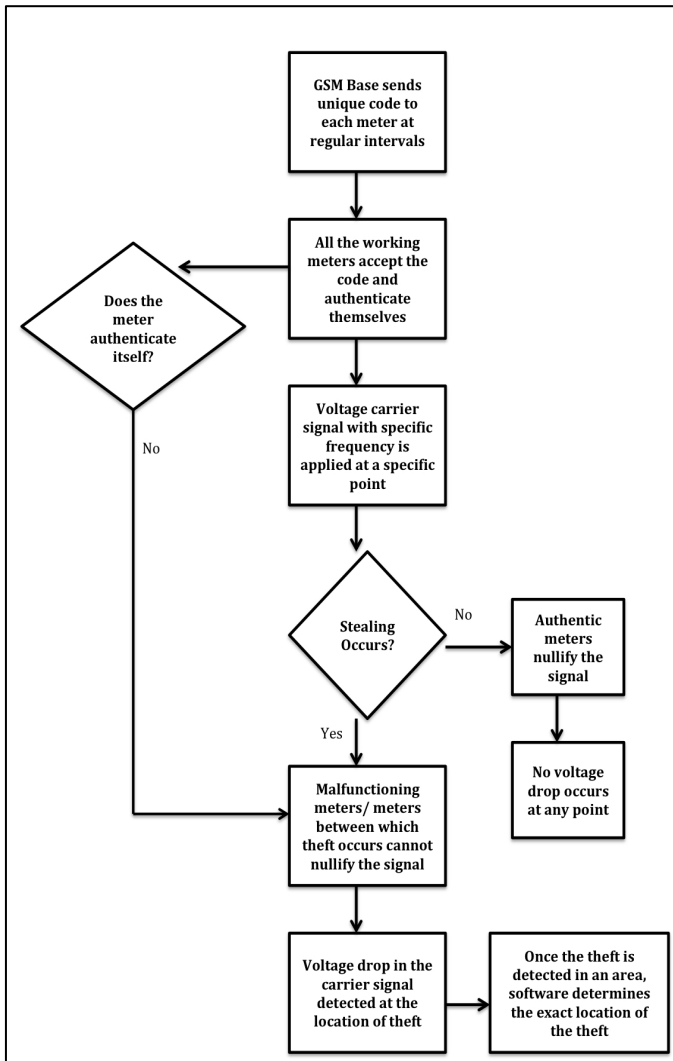 GSM Base sends
unique code to
each meter at
regular intervals
All the working
meters accept the
code and
authenticate
themselves
Does the
meter
authenticate
itself?
No
Voltage carrier
signal with specific
frequency is
applied at a specific
point
Stealing
Occurs?
No
Authentic
meters
nullify the
signal
No voltage
drop occurs
at any point
Yes
Malfunctioning
meters/ meters
between which
theft occurs cannot
nullify the signal
Voltage drop in the
carrier signal
detected at the
location of theft
Once the theft is
detected in an area,
software determines
the exact location of
the theft